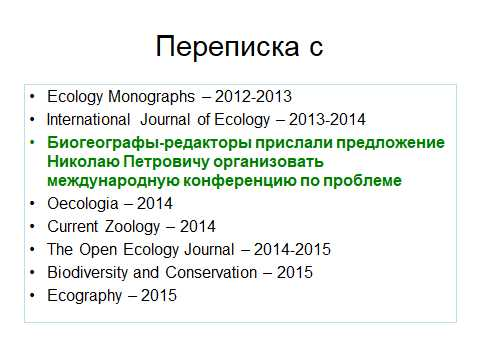 Переписка с
• Ecology Monographs – 2012-2013
• International Journal of Ecology – 2013-2014
• Биогеографы-редакторы прислали предложение
Николаю Петровичу организовать
международную конференцию по проблеме
• Oecologia – 2014
• Current Zoology – 2014
• The Open Ecology Journal – 2014-2015
• Biodiversity and Conservation – 2015
• Ecography – 2015